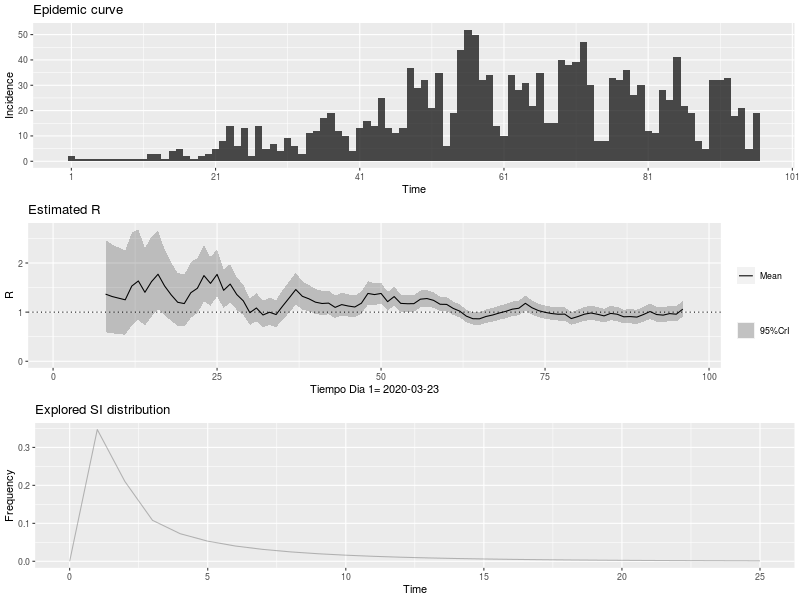 Epidemic curve
Incidence
50
40
30
20
10
0
1
21
41
61
81
101
Time
Estimated R
R
2
1
0
0
25
50
75
100
Tiempo Dia 1= 2020-03-23
Mean
95%CrI
Explored SI distribution
Frequency
0.3
0.2
0.1
0.0
0
5
10
15
20
25
Time